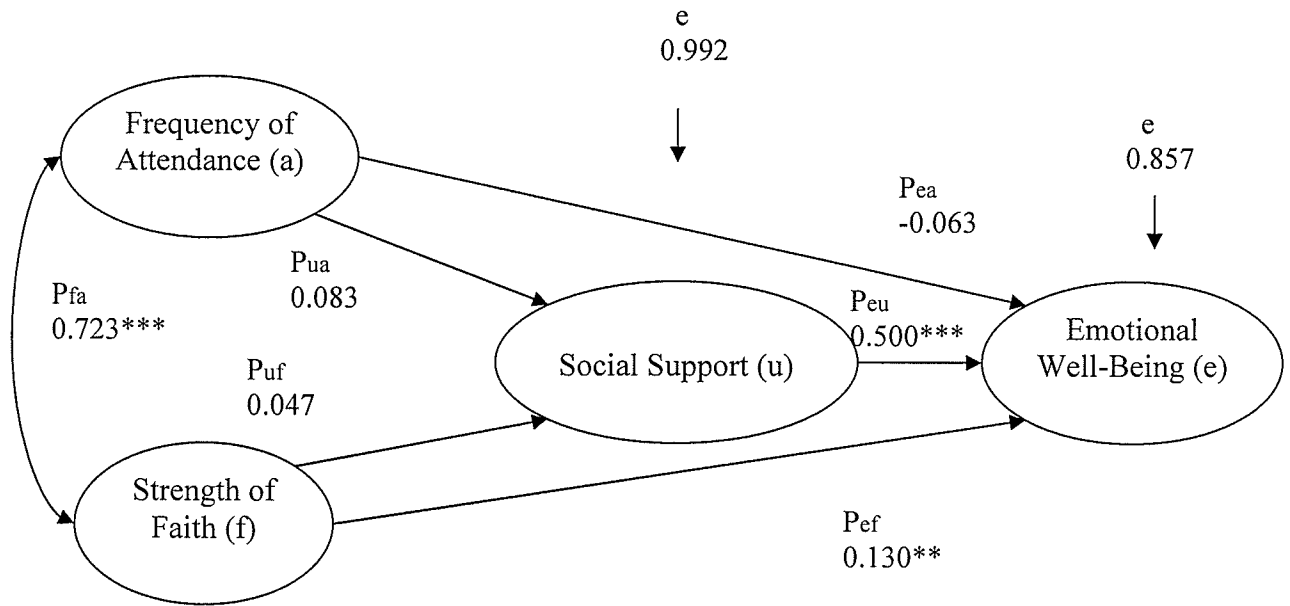 e
0.992
Frequency of
Attendance (a)
e
0.857
Pea
-0.063
Pua
0.083
Pfa
0.723***
Peu
0.500***
Emotional
Well-Being (e)
Social Support (u)
Puf
0.047
Strength of
Faith (f)
Pef
0.130**